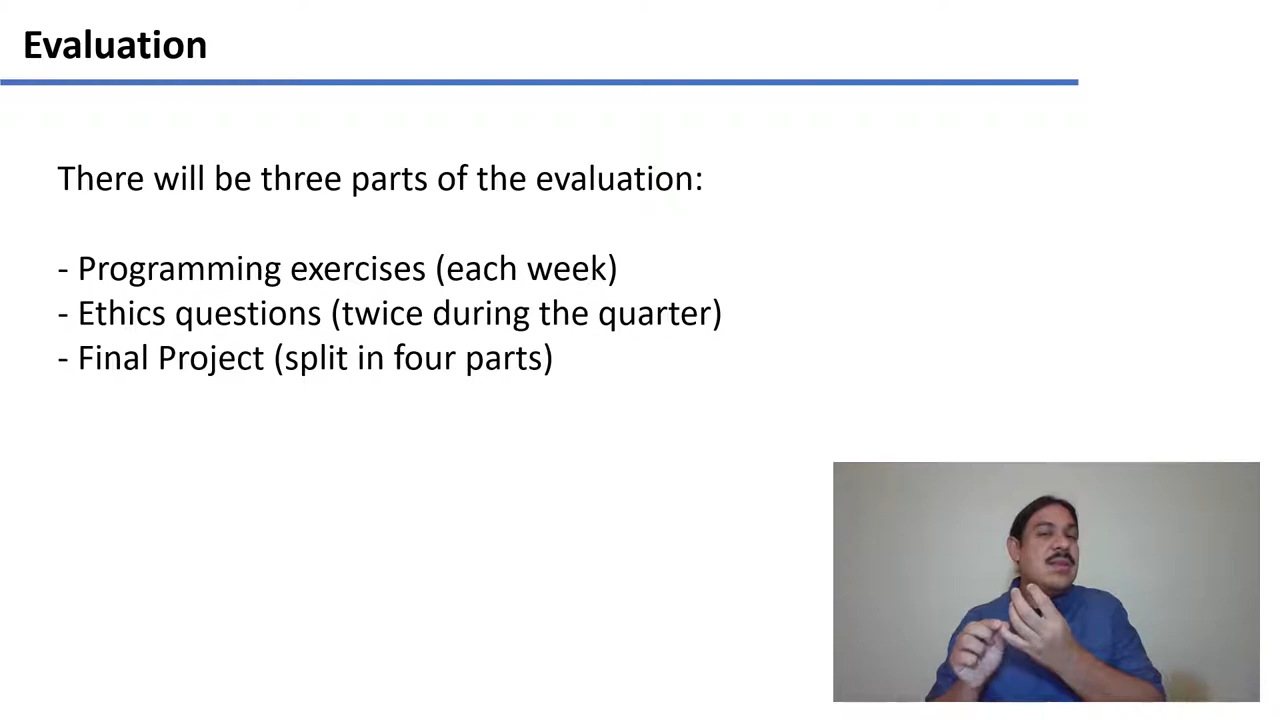 Evaluation
There will be three parts of the evaluation:
- Programming exercises (each week)
- Ethics questions (twice during the quarter)
- Final Project (split in four parts)